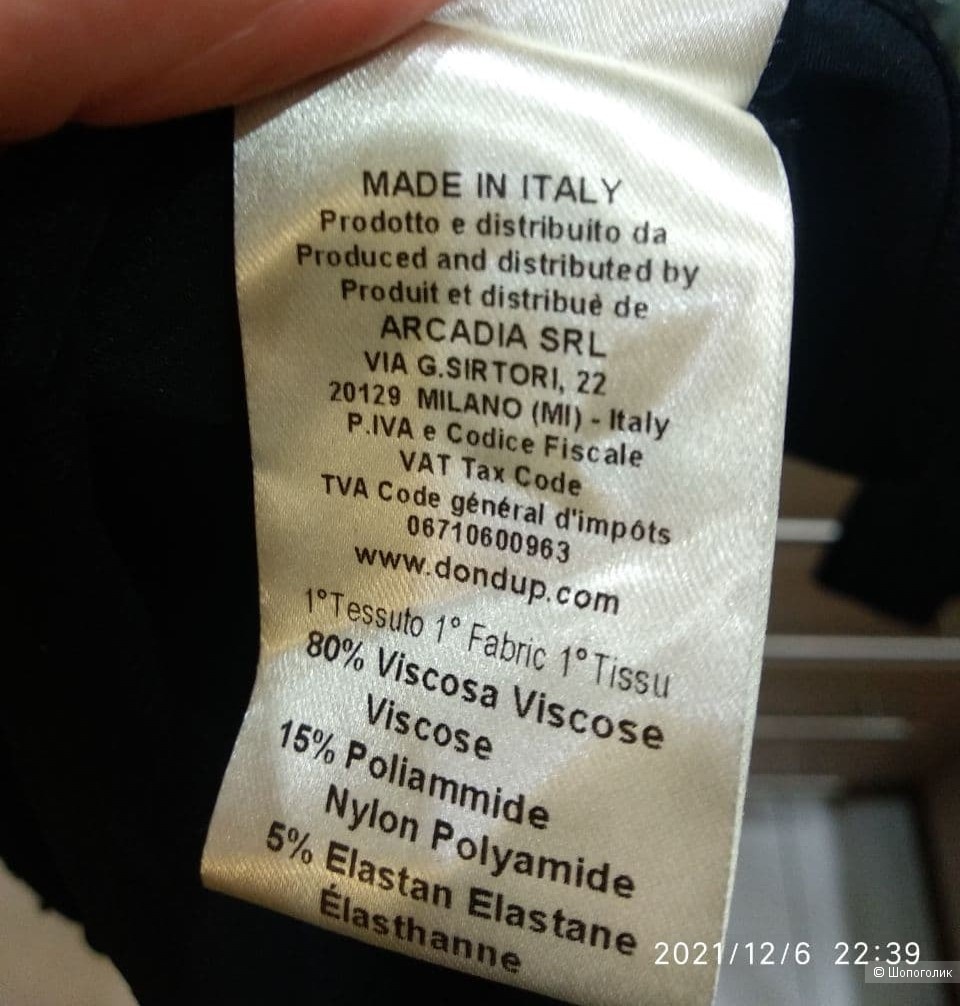 MADE IN ITALY
Prodotto e distribuito da
Produced and distributed by
Produit et distribuè de
ARCADIA SRL
VIA G.SIRTORI, 22
20129 MILANO (MI) - Italy
P.IVA e Codice Fiscale
VAT Tax Code
TVA Code général d'impôts
06710600963
www.dondup.com
1°Tessuto 1° Fabric 1°Tissu
80% Viscosa Viscose
Viscose
15% Poliammide
Nylon Polyamide
5% Elastan Elastane
Élasthanne
2021/12/6 22:39
© Шопоголик